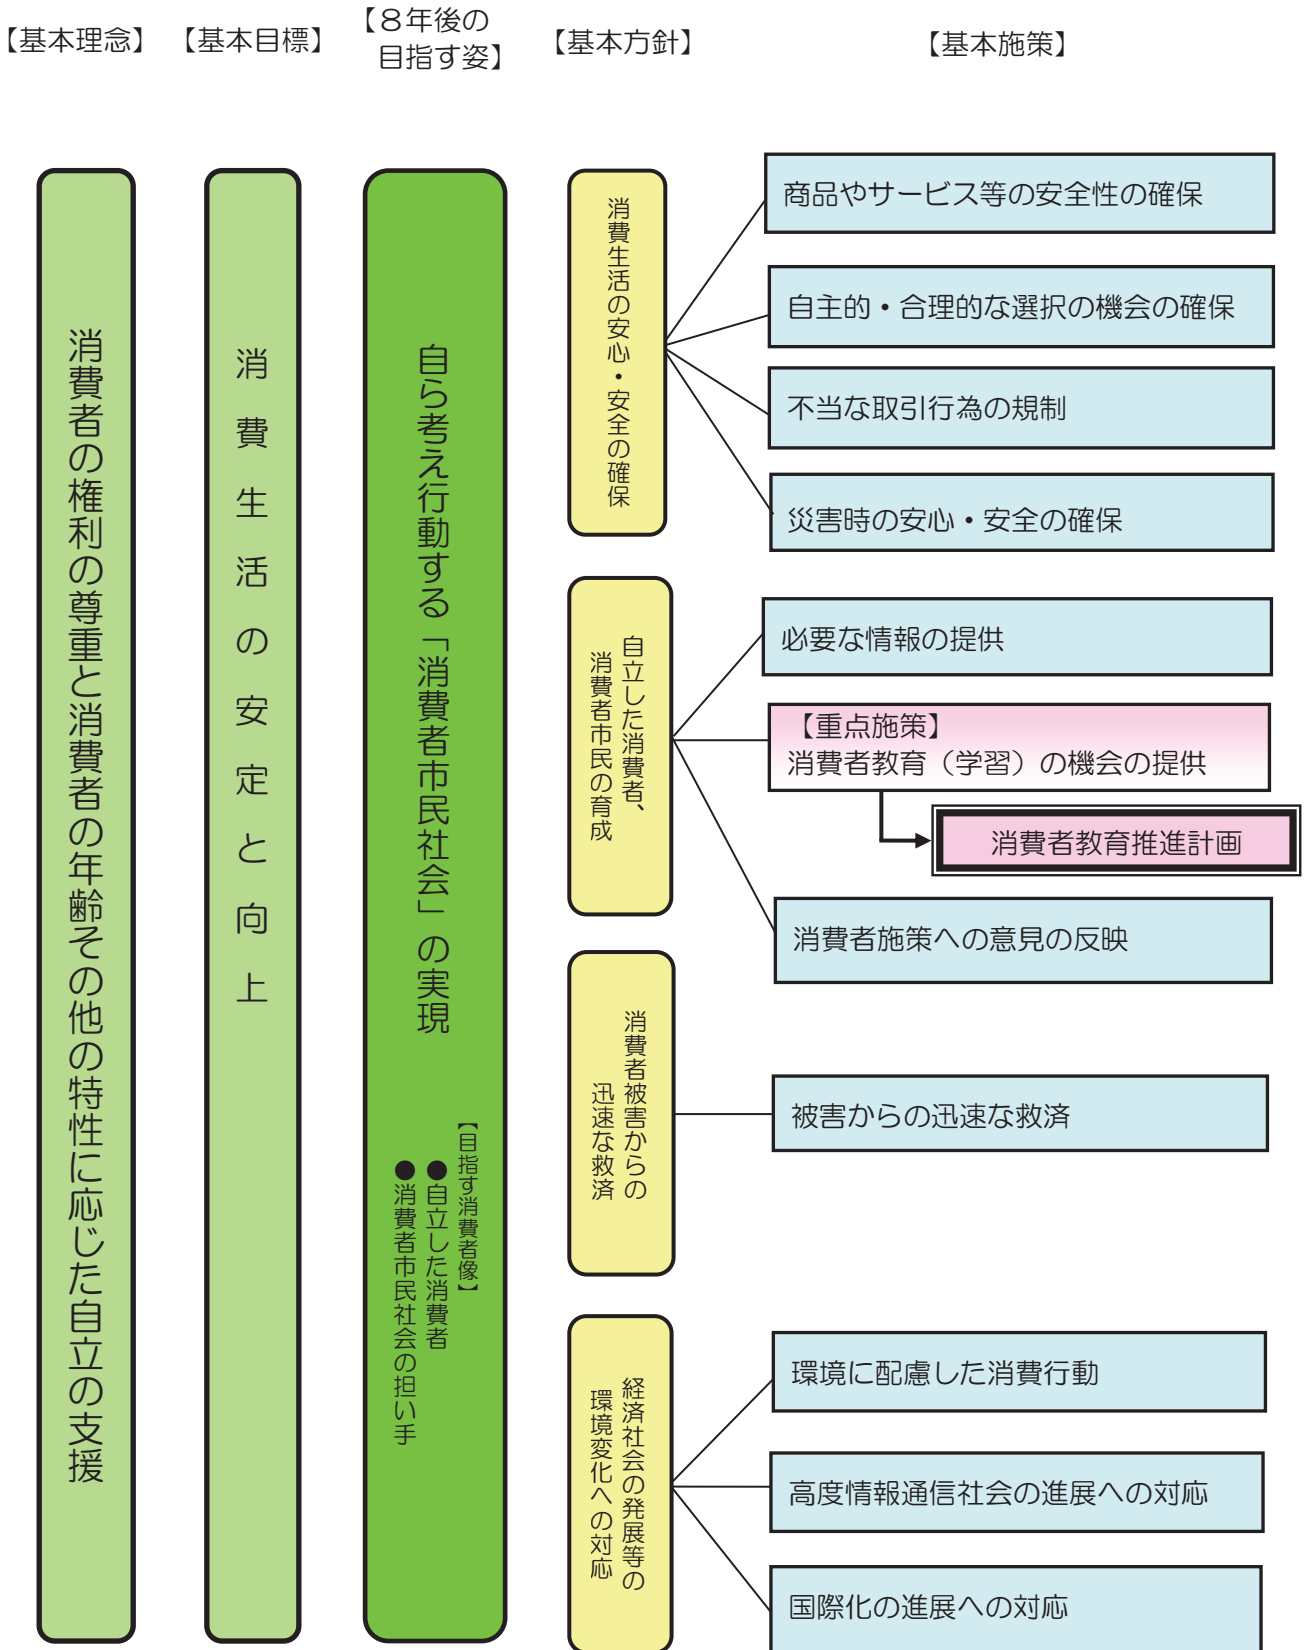 【基本理念】
【基本目標】
【８年後の
目指す姿】
【基本方針】
【基本施策】
消費者の権利の尊重と消費者の年齢その他の特性に応じた自立の支援
消費生活の安定と向上
自ら考え行動する「消費者市民社会」の実現
【目指す消費者像】
●自立した消費者
●消費者市民社会の担い手
消費生活の安心・安全の確保
商品やサービス等の安全性の確保
自主的・合理的な選択の機会の確保
不当な取引行為の規制
災害時の安心・安全の確保
自立した消費者、
消費者市民の育成
必要な情報の提供
【重点施策】
消費者教育（学習）の機会の提供
消費者教育推進計画
消費者施策への意見の反映
消費者被害からの
迅速な救済
被害からの迅速な救済
経済社会の発展等の
環境変化への対応
環境に配慮した消費行動
高度情報通信社会の進展への対応
国際化の進展への対応